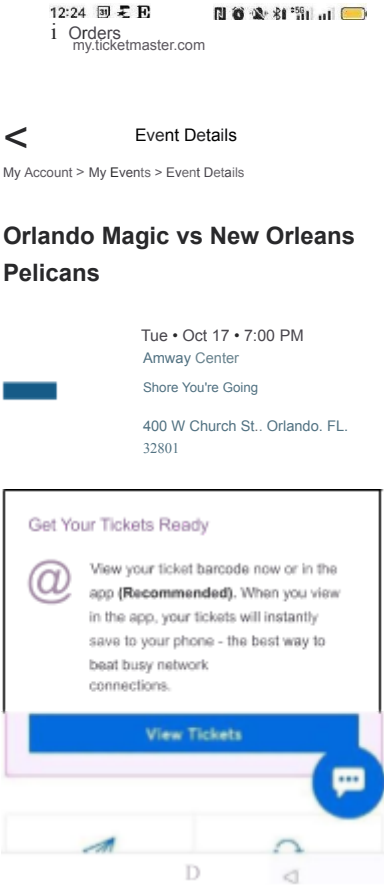 12:24
i Orders
my.ticketmaster.com
< Event Details
My Account > My Events > Event Details
Orlando Magic vs New Orleans
Pelicans
Tue • Oct 17 • 7:00 PM
Amway Center
Shore You're Going
400 W Church St.. Orlando. FL.
32801
Get Your Tickets Ready
@ View your ticket barcode now or in the
app (Recommended). When you view
in the app, your tickets will instantly
save to your phone - the best way to
beat busy network
connections.
View Tickets
D